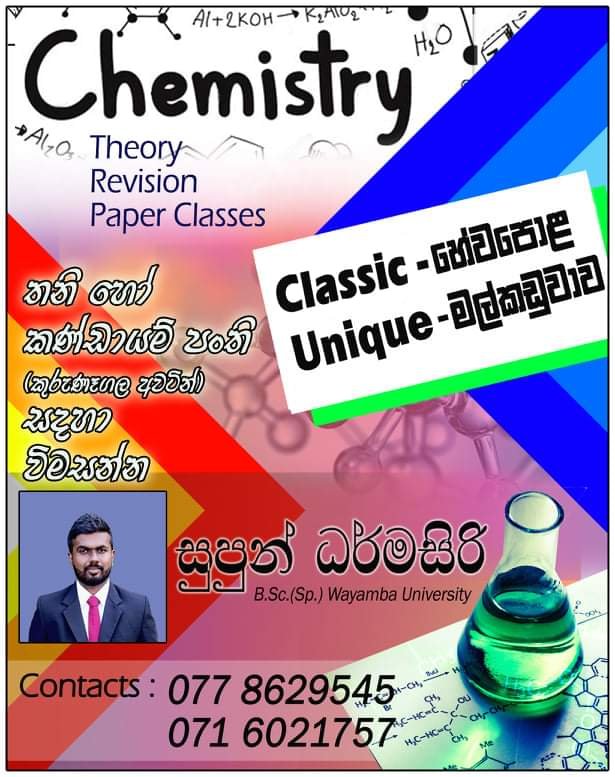 Al+2KOH → K₂AlO₂
H₂O
Chemistry
Al₂O₃
Theory
Revision
Paper Classes
Classic - හේවපොළ
Unique - මල්කඩුවාව
තනි හෝ
කණ්ඩායම් පංති
(කුරුණෑගල අවටින්)
සඳහා
විමසන්න
සුපුන් ධර්මසිරි
B.Sc.(Sp.) Wayamba University
Contacts : 077 8629545
071 6021757